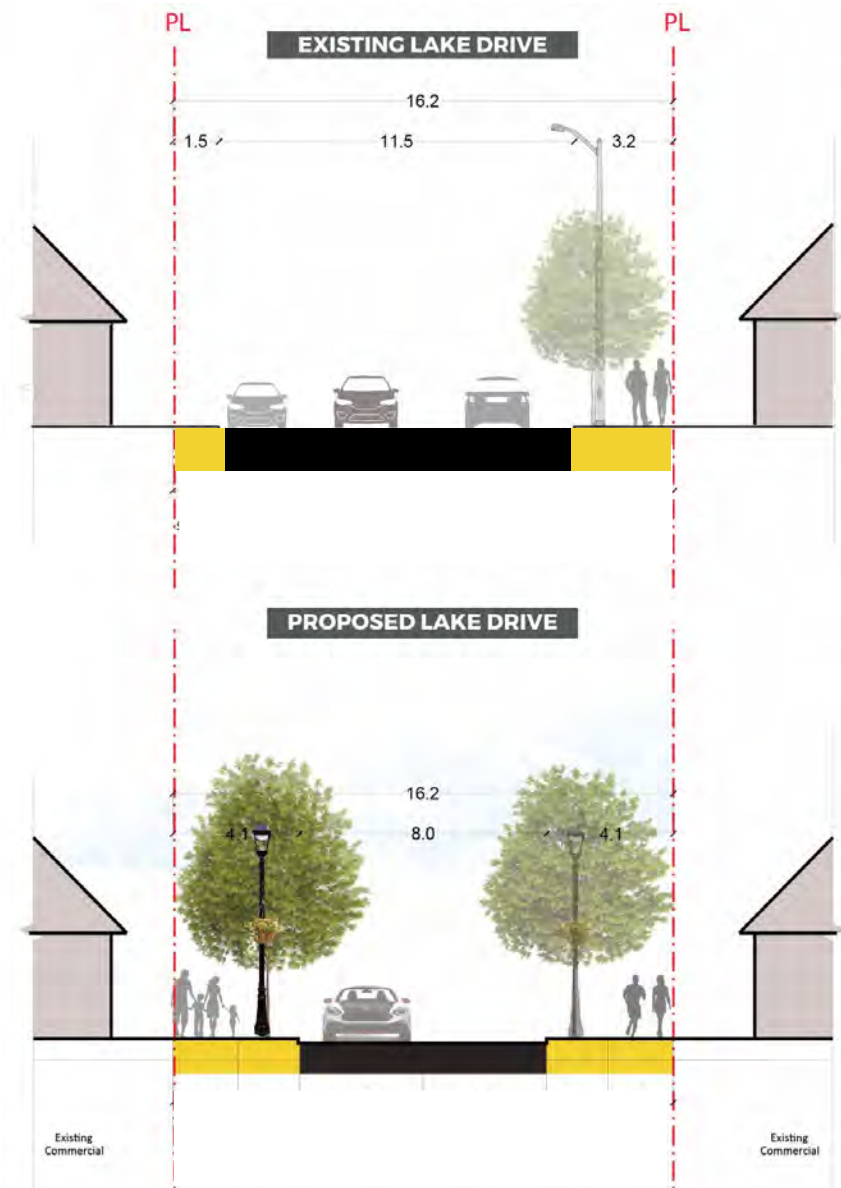 PL
PL
EXISTING LAKE DRIVE
16.2
1.5
11.5
3.2
PROPOSED LAKE DRIVE
16.2
4.1
8.0
4.1
Existing
Commercial
Existing
Commercial